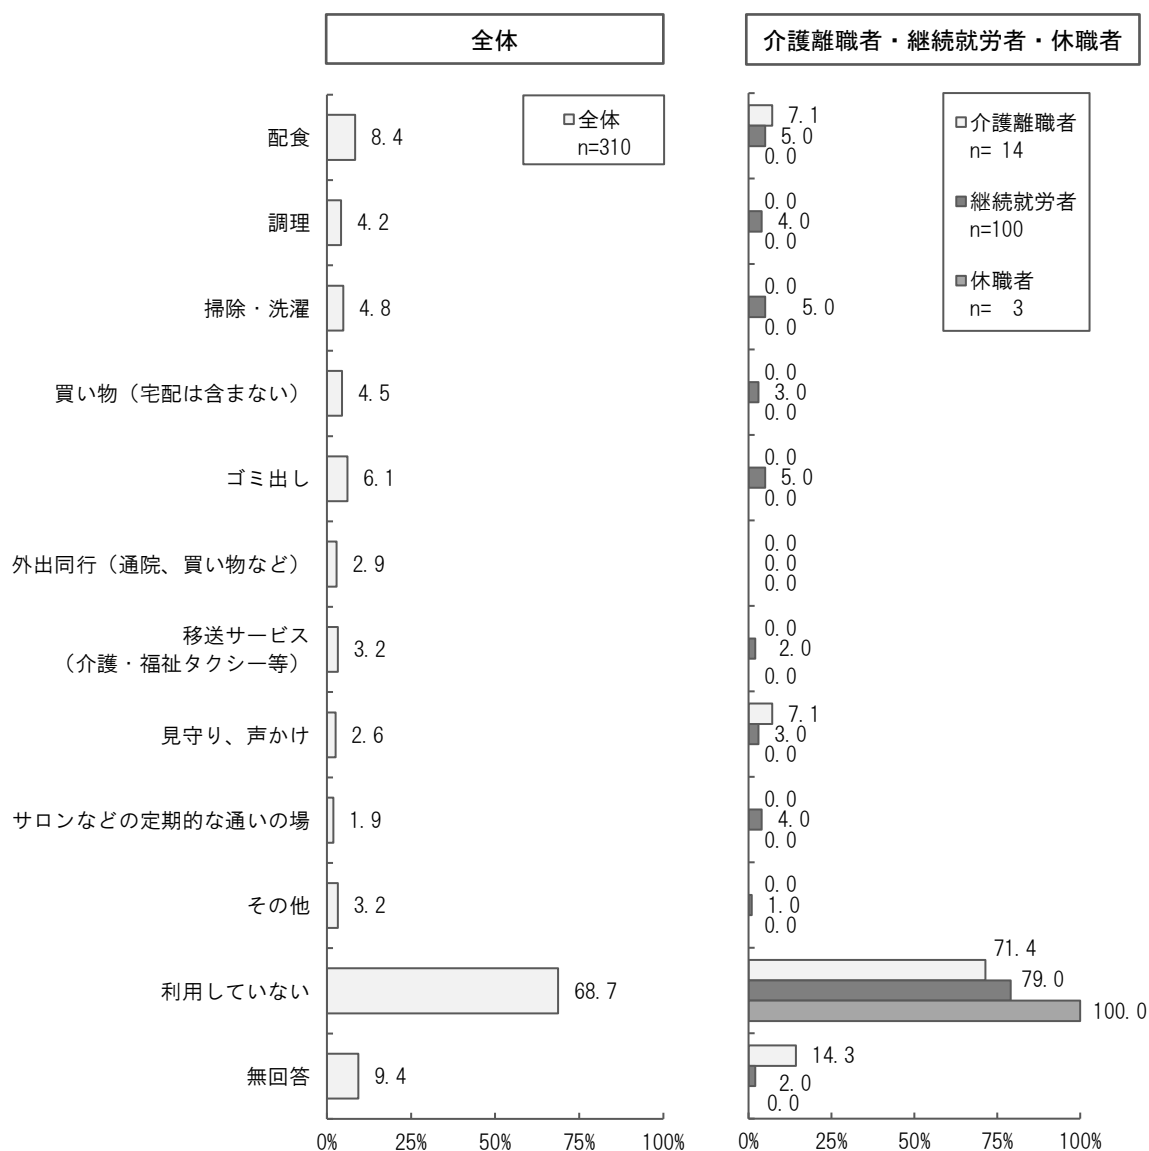 全体
介護離職者・継続就労者・休職者
全体
n=310
介護離職者
n= 14
継続就労者
n=100
休職者
n= 3
配食
8.4
7.1
5.0
0.0
調理
4.2
0.0
4.0
0.0
掃除・洗濯
4.8
0.0
5.0
0.0
買い物（宅配は含まない）
4.5
0.0
3.0
0.0
ゴミ出し
6.1
0.0
5.0
0.0
外出同行（通院、買い物など）
2.9
0.0
0.0
0.0
移送サービス
（介護・福祉タクシー等）
3.2
0.0
2.0
0.0
見守り、声かけ
2.6
7.1
3.0
0.0
サロンなどの定期的な通いの場
1.9
0.0
4.0
0.0
その他
3.2
0.0
1.0
0.0
利用していない
68.7
71.4
79.0
100.0
無回答
9.4
14.3
2.0
0.0
0% 25% 50% 75% 100%
0% 25% 50% 75% 100%